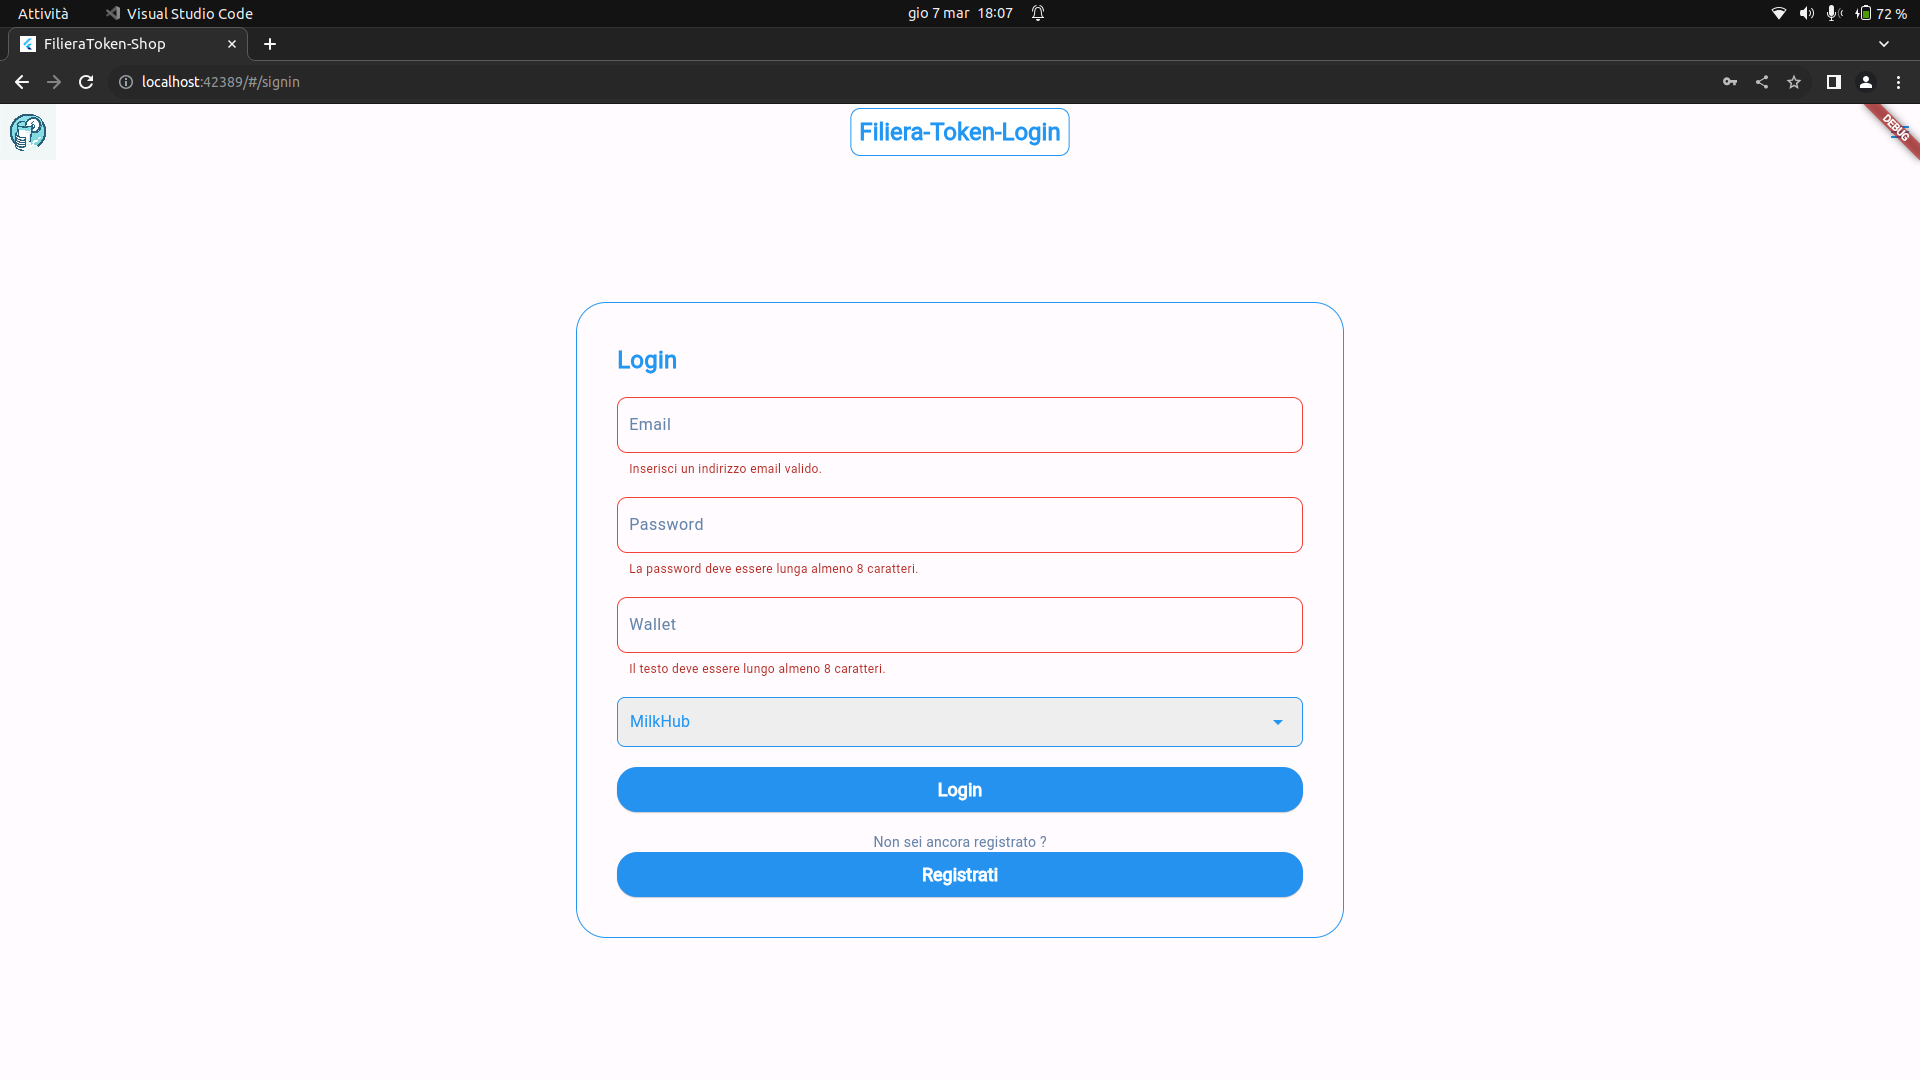 Attività
Visual Studio Code
gio 7 mar 18:07
72 %
FilieraToken-Shop
localhost:42389/#/signin
Filiera-Token-Login
DEBUG
Login
Email
Inserisci un indirizzo email valido.
Password
La password deve essere lunga almeno 8 caratteri.
Wallet
Il testo deve essere lungo almeno 8 caratteri.
MilkHub
Login
Non sei ancora registrato ?
Registrati